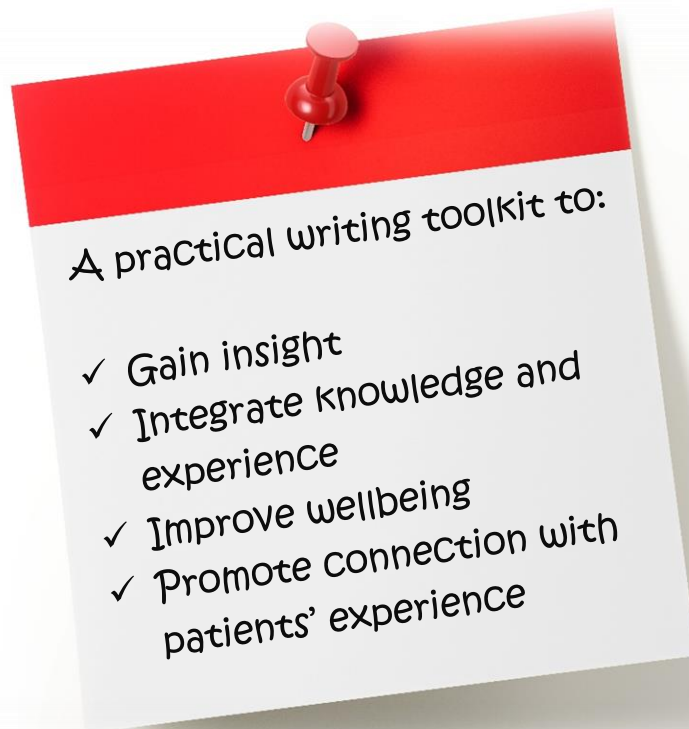 A practical writing toolkit to:
✓ Gain insight
✓ Integrate knowledge and
experience
✓ Improve wellbeing
✓ Promote connection with
patients’ experience